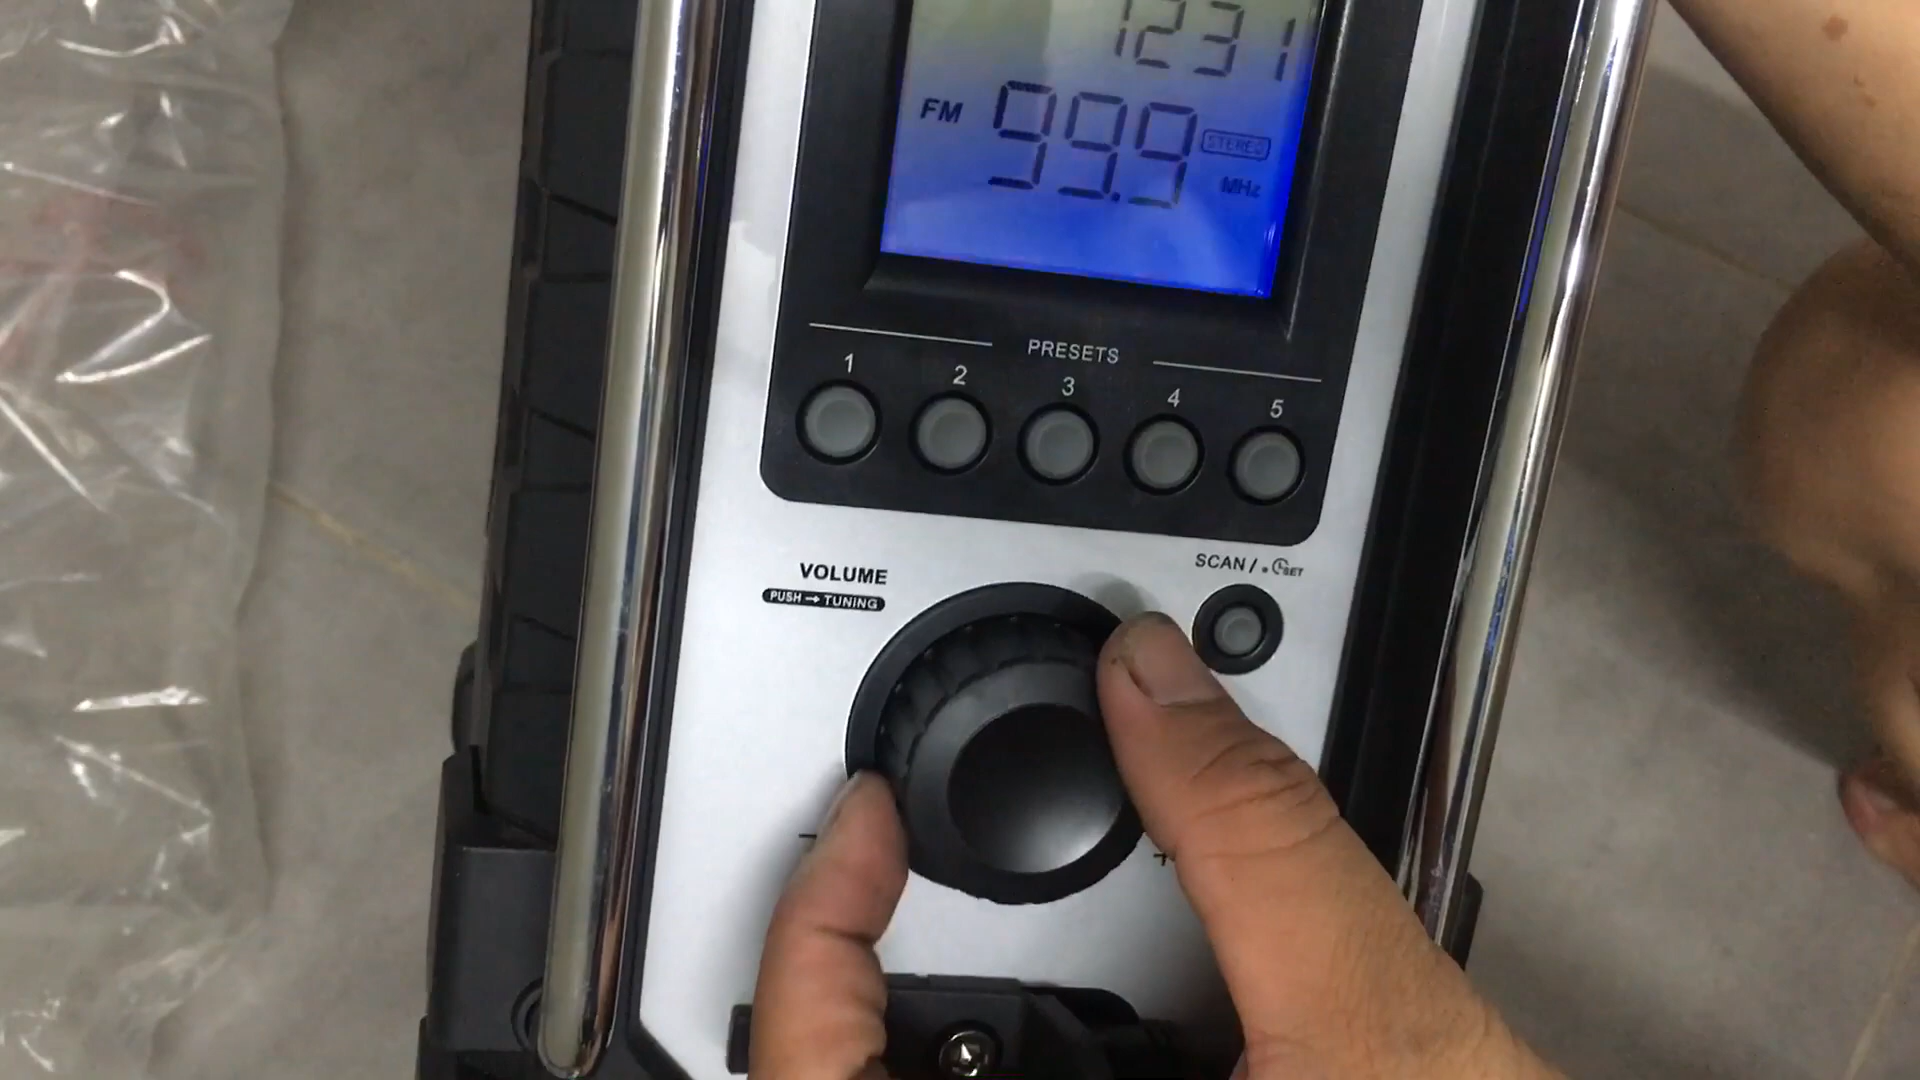 1231
FM 99.9 STEREO
MHz
PRESETS
1 2 3 4 5
SCAN / . SET
VOLUME
PUSH → TUNING
- +